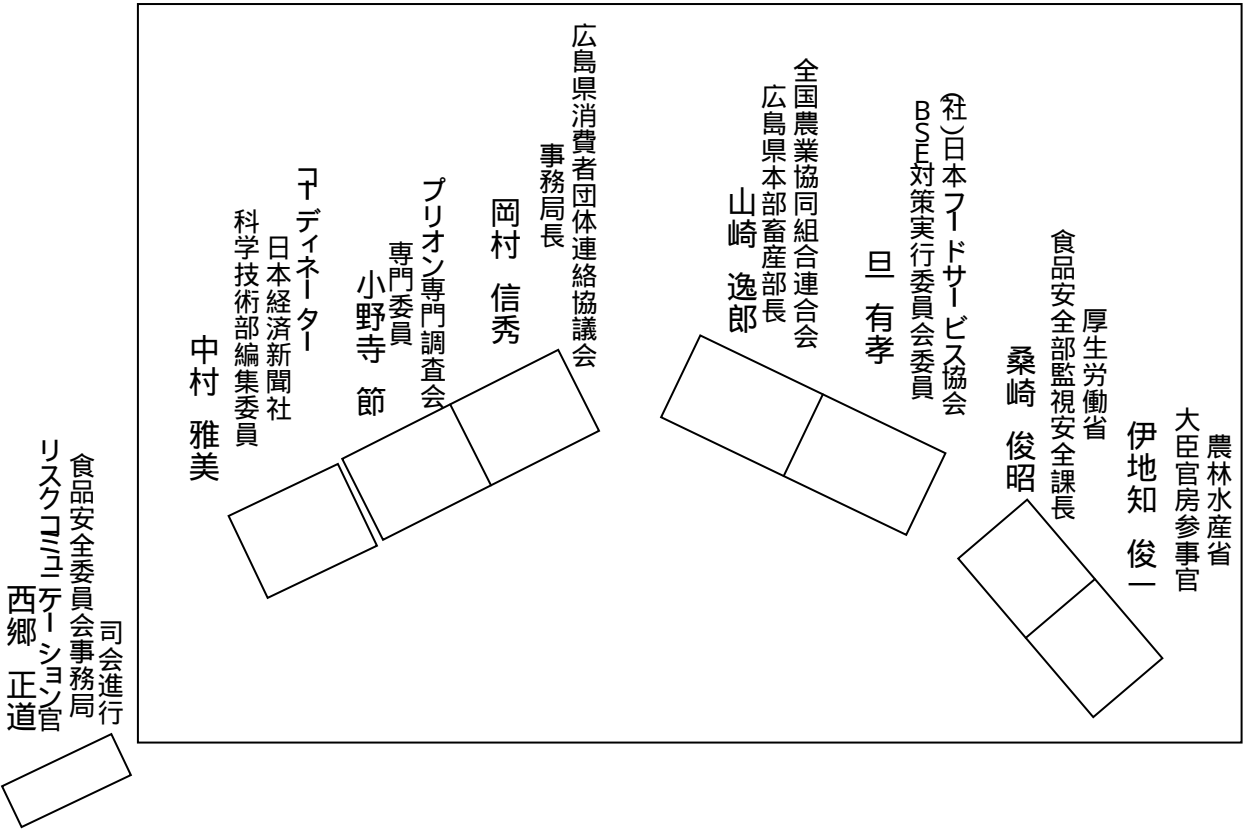 農林水産省
大臣官房参事官
伊地知 俊一
厚生労働省
食品安全部監視安全課長
桑崎 俊昭
(社)日本フードサービス協会
BSE対策実行委員会委員
旦 有孝
全国農業協同組合連合会
広島県本部畜産部長
山崎 逸郎
広島県消費者団体連絡協議会
事務局長
岡村 信秀
プリオン専門調査会
専門委員
小野寺 節
コーディネーター
日本経済新聞社
科学技術部編集委員
中村 雅美
司会進行
食品安全委員会事務局
リスクコミュニケーション官
西郷 正道